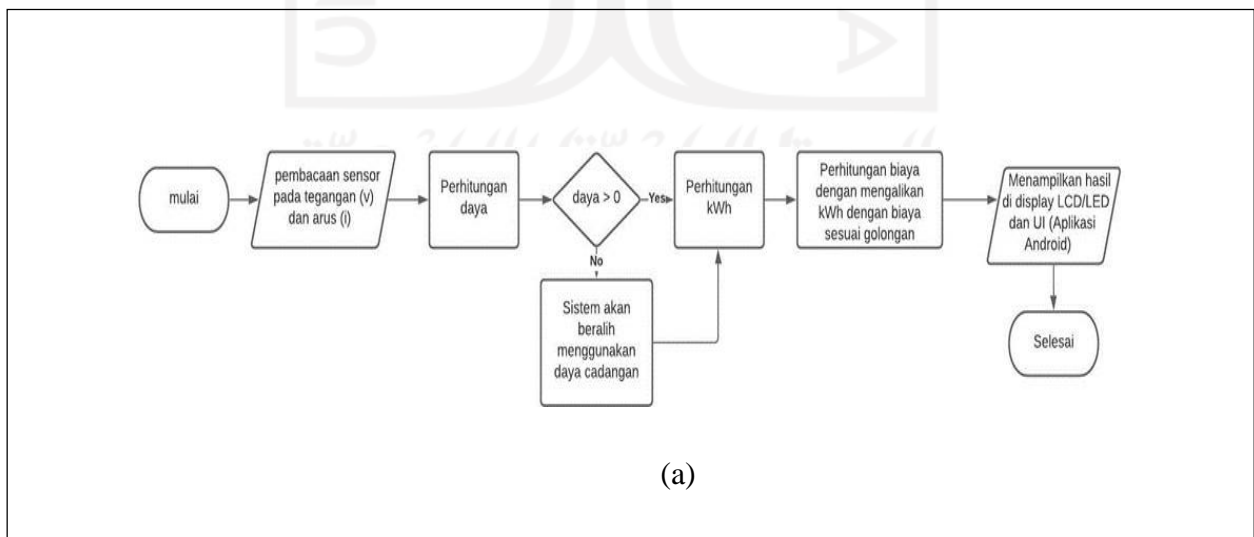 mulai
pembacaan sensor
pada tegangan (v)
dan arus (i)
Perhitungan
daya
daya > 0
Yes
No
Sistem akan
beralih
menggunakan
daya cadangan
Perhitungan
kWh
Perhitungan biaya
dengan mengalikan
kWh dengan biaya
sesuai golongan
Menampilkan hasil
di display LCD/LED
dan UI (Aplikasi
Android)
Selesai
(a)